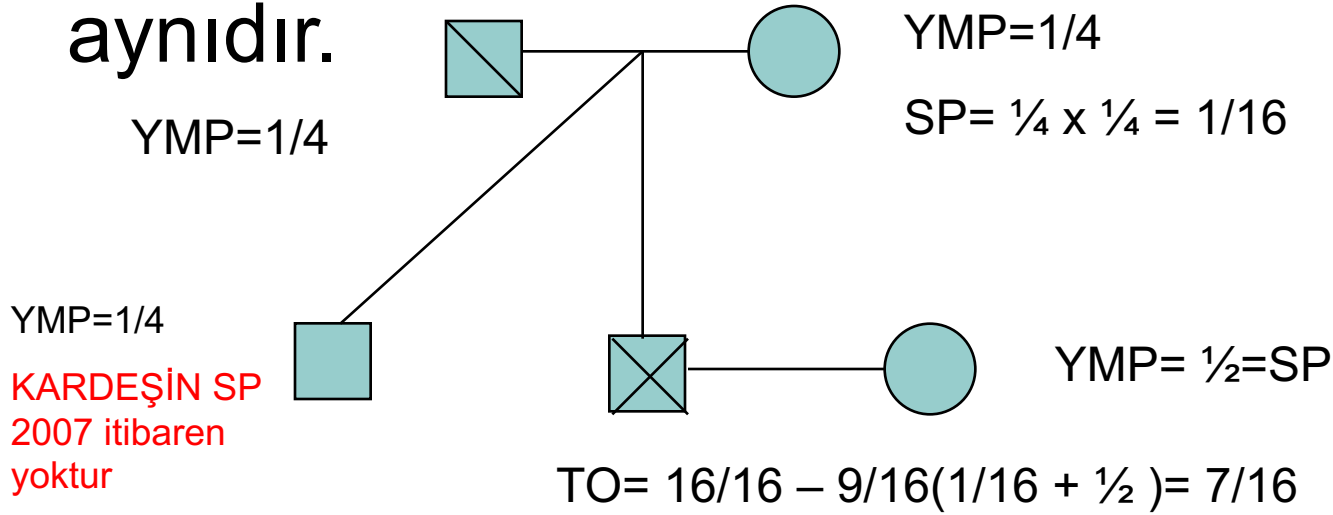 aynıdır.
YMP=1/4
YMP=1/4
SP= ¼ x ¼ = 1/16
YMP=1/4
KARDEŞİN SP
2007 itibaren
yoktur
YMP= ½=SP
TO= 16/16 – 9/16(1/16 + ½ )= 7/16